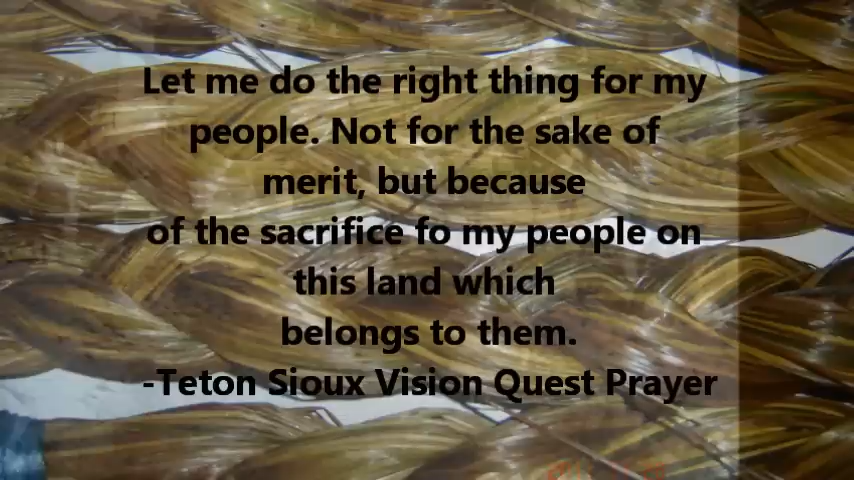 Let me do the right thing for my
people. Not for the sake of
merit, but because
of the sacrifice fo my people on
this land which
belongs to them.
-Teton Sioux Vision Quest Prayer